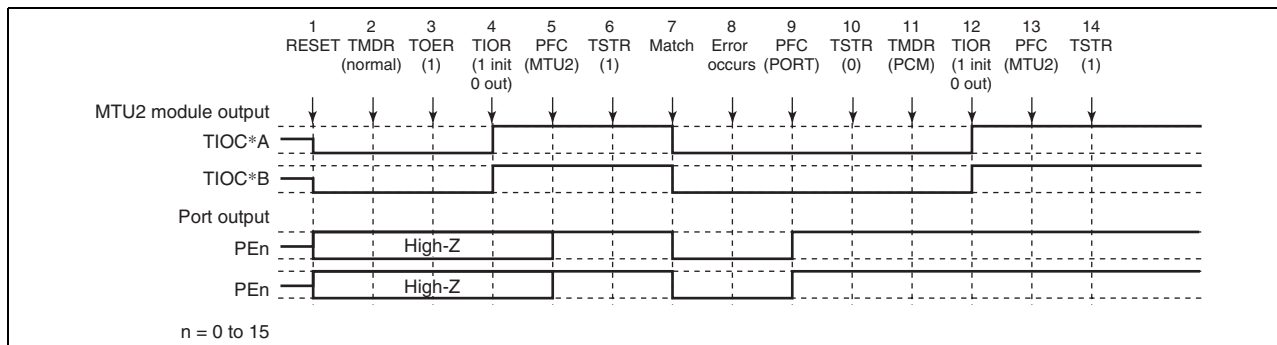 1 2 3 4 5 6 7 8 9 10 11 12 13 14
RESET TMDR TOER TIOR PFC TSTR Match Error PFC TSTR TMDR TIOR PFC TSTR
(normal) (1) (1 init (MTU2) (1) occurs (PORT) (0) (PCM) (1 init (MTU2) (1)
0 out) 0 out)
MTU2 module output
TIOC*A
TIOC*B
Port output
PEn High-Z
PEn High-Z
n = 0 to 15